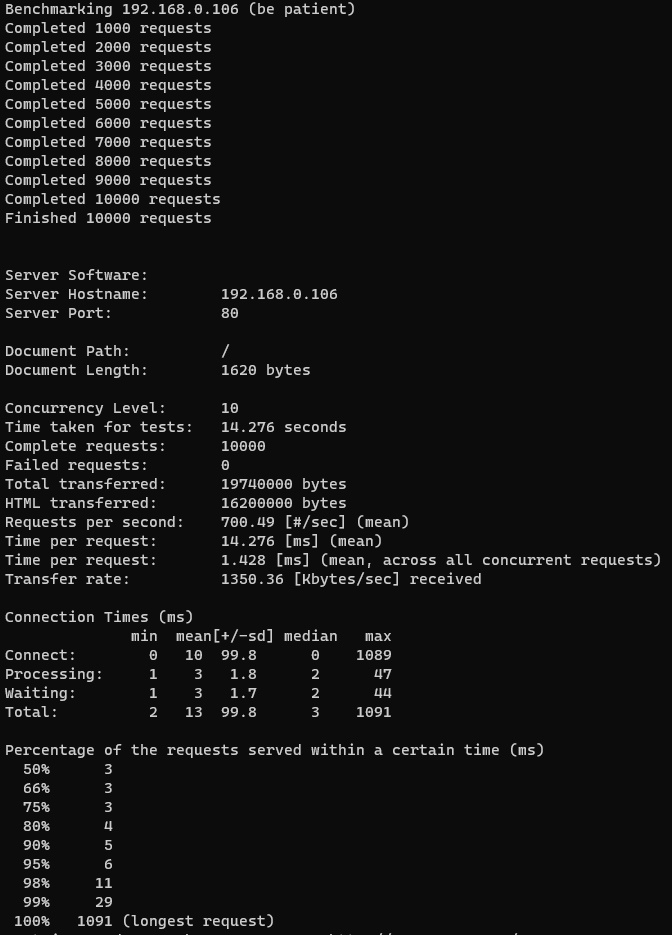 Benchmarking 192.168.0.106 (be patient)
Completed 1000 requests
Completed 2000 requests
Completed 3000 requests
Completed 4000 requests
Completed 5000 requests
Completed 6000 requests
Completed 7000 requests
Completed 8000 requests
Completed 9000 requests
Completed 10000 requests
Finished 10000 requests
Server Software:
Server Hostname:        192.168.0.106
Server Port:            80
Document Path:          /
Document Length:        1620 bytes
Concurrency Level:      10
Time taken for tests:   14.276 seconds
Complete requests:      10000
Failed requests:        0
Total transferred:      19740000 bytes
HTML transferred:       16200000 bytes
Requests per second:    700.49 [#/sec] (mean)
Time per request:       14.276 [ms] (mean)
Time per request:       1.428 [ms] (mean, across all concurrent requests)
Transfer rate:          1350.36 [Kbytes/sec] received
Connection Times (ms)
              min  mean[+/-sd] median   max
Connect:        0   10  99.8      0    1089
Processing:     1    3   1.8      2      47
Waiting:        1    3   1.7      2      44
Total:          2   13  99.8      3    1091
Percentage of the requests served within a certain time (ms)
  50%      3
  66%      3
  75%      3
  80%      4
  90%      5
  95%      6
  98%     11
  99%     29
 100%   1091 (longest request)